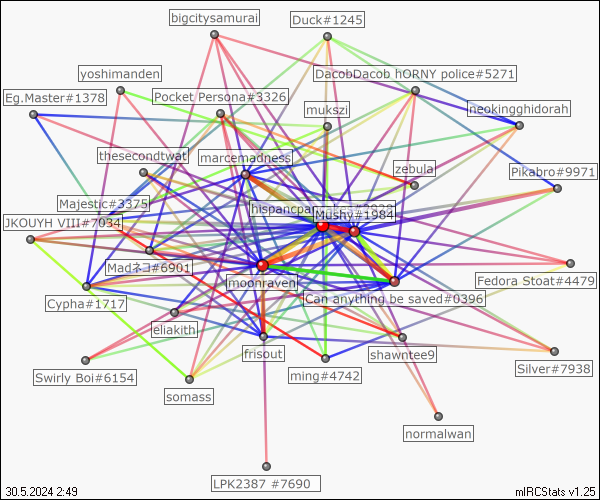 bigcitysamurai
Duck#1245
yoshimanden
DacobDacob hORNY police#5271
Eg.Master#1378
Pocket Persona#3326
mukszi
neokingghidorah
thesecondtwat
marcemadness
zebula
Pikabro#9971
Majestic#3375
Mushy#1984
JKOUYH VIII#7034
Madネコ#6901
moonraven
Fedora Stoat#4479
Cypha#1717
Can anything be saved#0396
eliakith
frisout
shawntee9
Swirly Boi#6154
ming#4742
Silver#7938
somass
normalwan
LPK2387 #7690
30.5.2024 2:49
mIRCStats v1.25